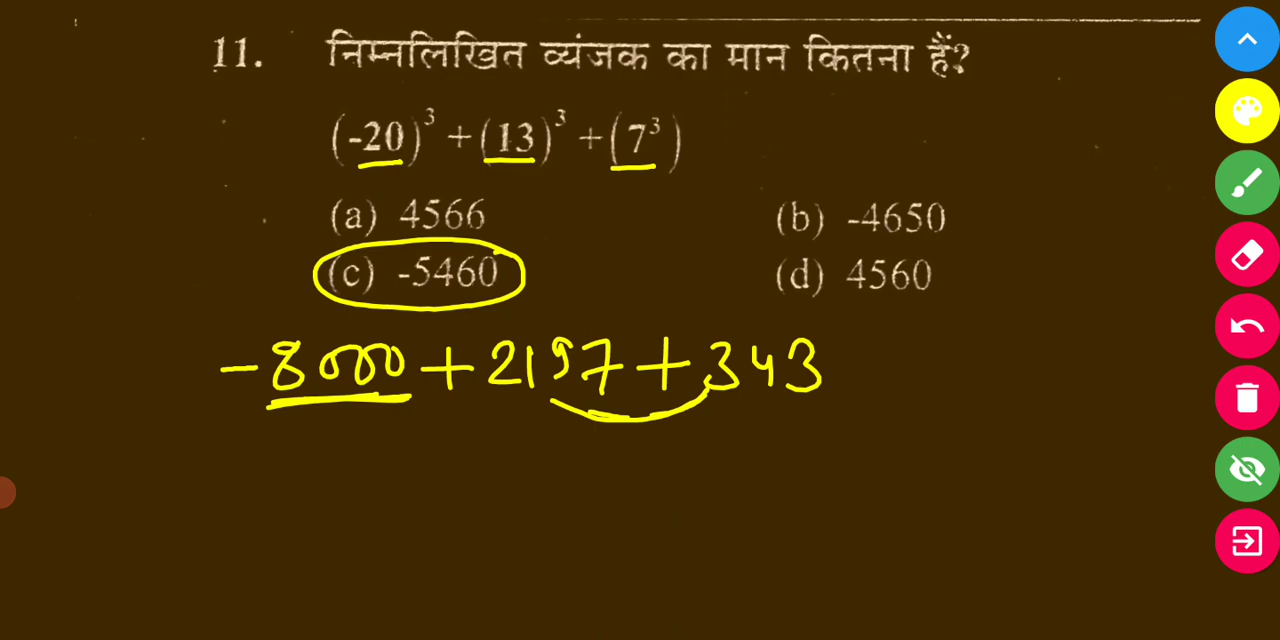 11. निम्नलिखित व्यंजक का मान कितना हैं?
(-20)³ + (13)³ + (7³)
(a) 4566 (b) -4650
(c) -5460 (d) 4560
-8000 + 2197 + 343